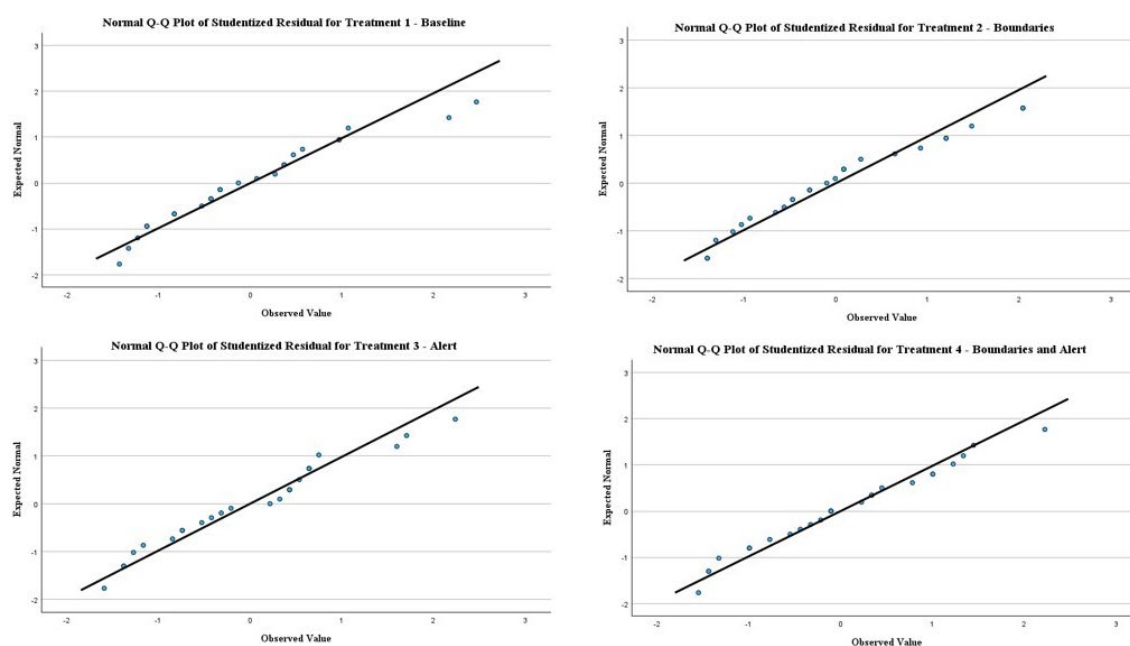 Normal Q-Q Plot of Studentized Residual for Treatment 1 - Baseline
3
2
1
0
-1
-2
Expected Normal
-2 -1 0 1 2 3
Observed Value
Normal Q-Q Plot of Studentized Residual for Treatment 2 - Boundaries
3
2
1
0
-1
-2
Expected Normal
-2 -1 0 1 2 3
Observed Value
Normal Q-Q Plot of Studentized Residual for Treatment 3 - Alert
3
2
1
0
-1
-2
Expected Normal
-2 -1 0 1 2 3
Observed Value
Normal Q-Q Plot of Studentized Residual for Treatment 4 - Boundaries and Alert
3
2
1
0
-1
-2
Expected Normal
-2 -1 0 1 2 3
Observed Value